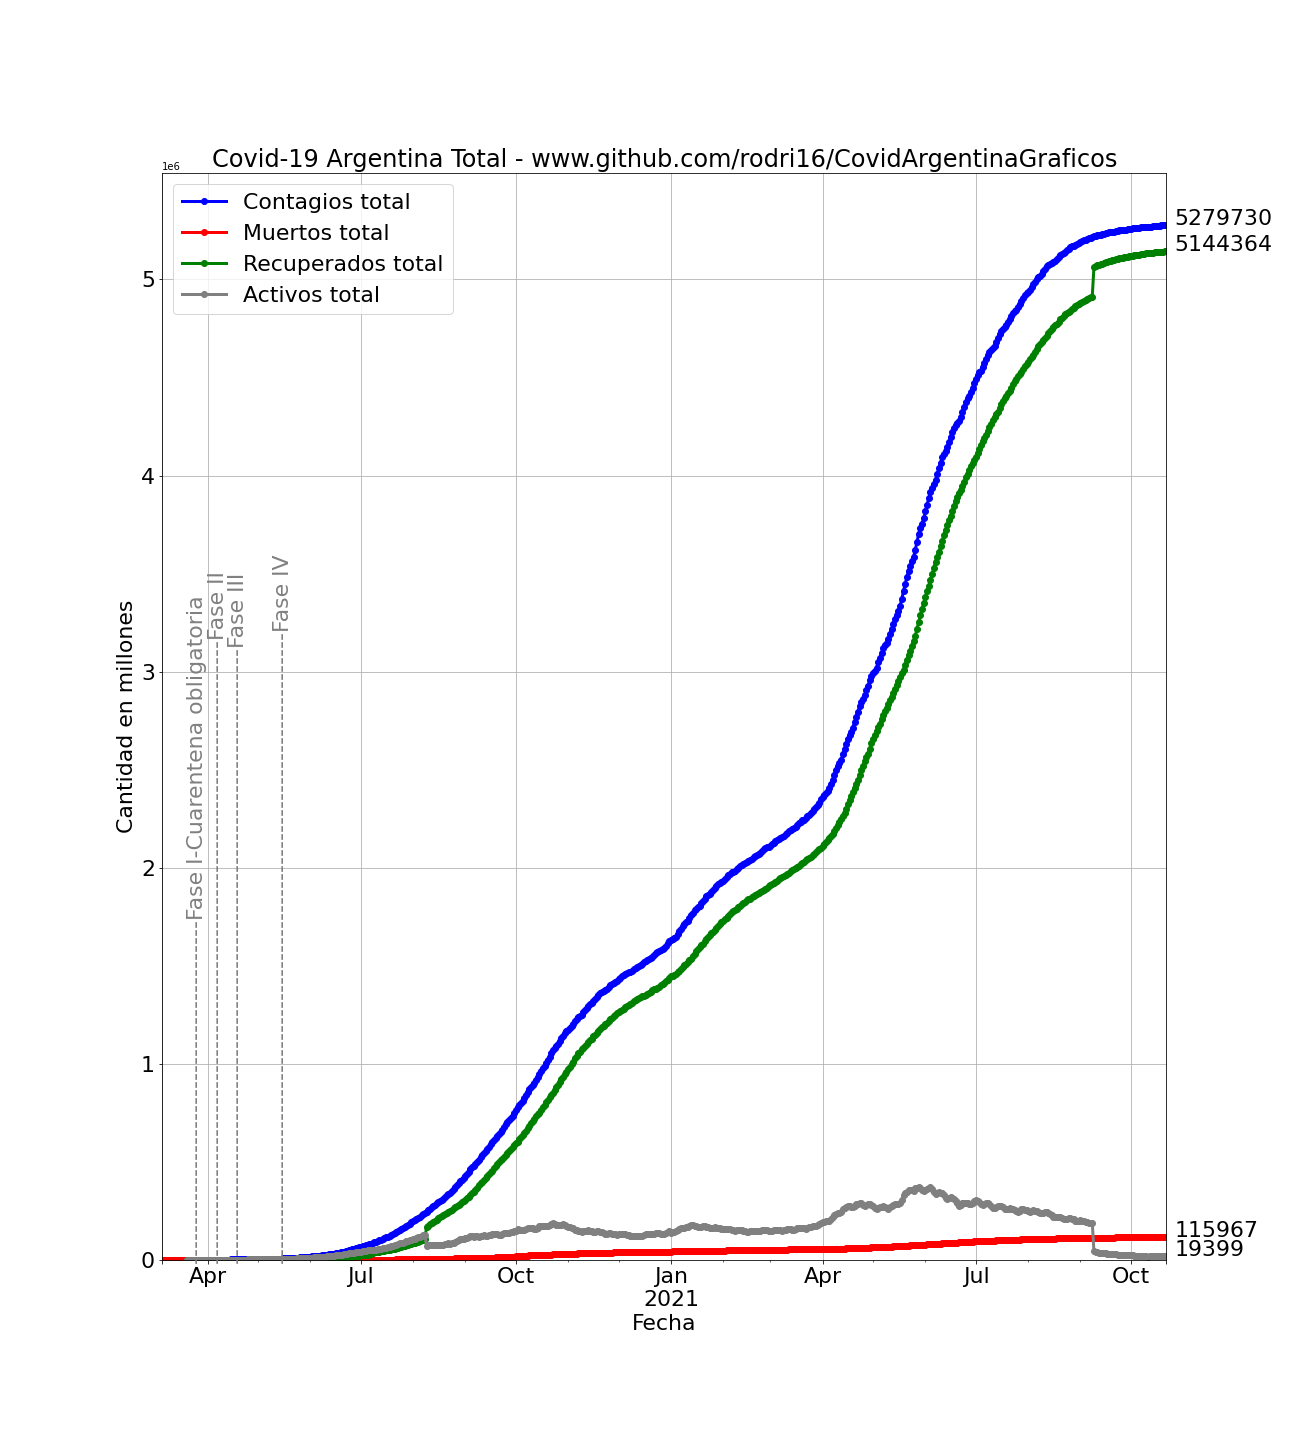 Covid-19 Argentina Total - www.github.com/rodri16/CovidArgentinaGraficos
1e6
Contagios total
Muertos total
Recuperados total
Activos total
5279730
5144364
5
4
3
2
1
0
Cantidad en millones
Fase I-Cuarentena obligatoria
Fase II
Fase III
Fase IV
115967
19399
Apr
Jul
Oct
Jan
2021
Apr
Jul
Oct
Fecha